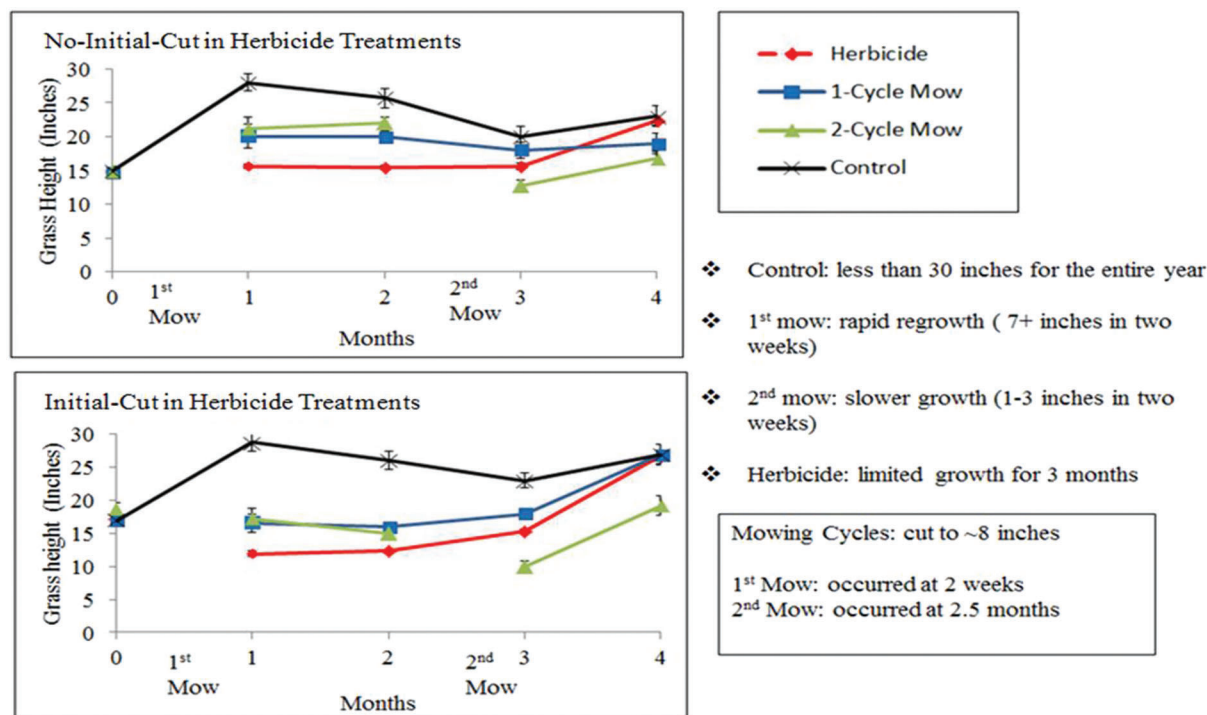 No-Initial-Cut in Herbicide Treatments
Grass Height (Inches)
30
25
20
15
10
5
0
0 1st Mow 1 2 2nd Mow 3 4
Months
Initial-Cut in Herbicide Treatments
Grass height (Inches)
30
25
20
15
10
5
0
0 1st Mow 1 2 2nd Mow 3 4
Months
Herbicide
1-Cycle Mow
2-Cycle Mow
Control
❖ Control: less than 30 inches for the entire year
❖ 1st mow: rapid regrowth ( 7+ inches in two
weeks)
❖ 2nd mow: slower growth (1-3 inches in two
weeks)
❖ Herbicide: limited growth for 3 months
Mowing Cycles: cut to ~8 inches
1st Mow: occurred at 2 weeks
2nd Mow: occurred at 2.5 months